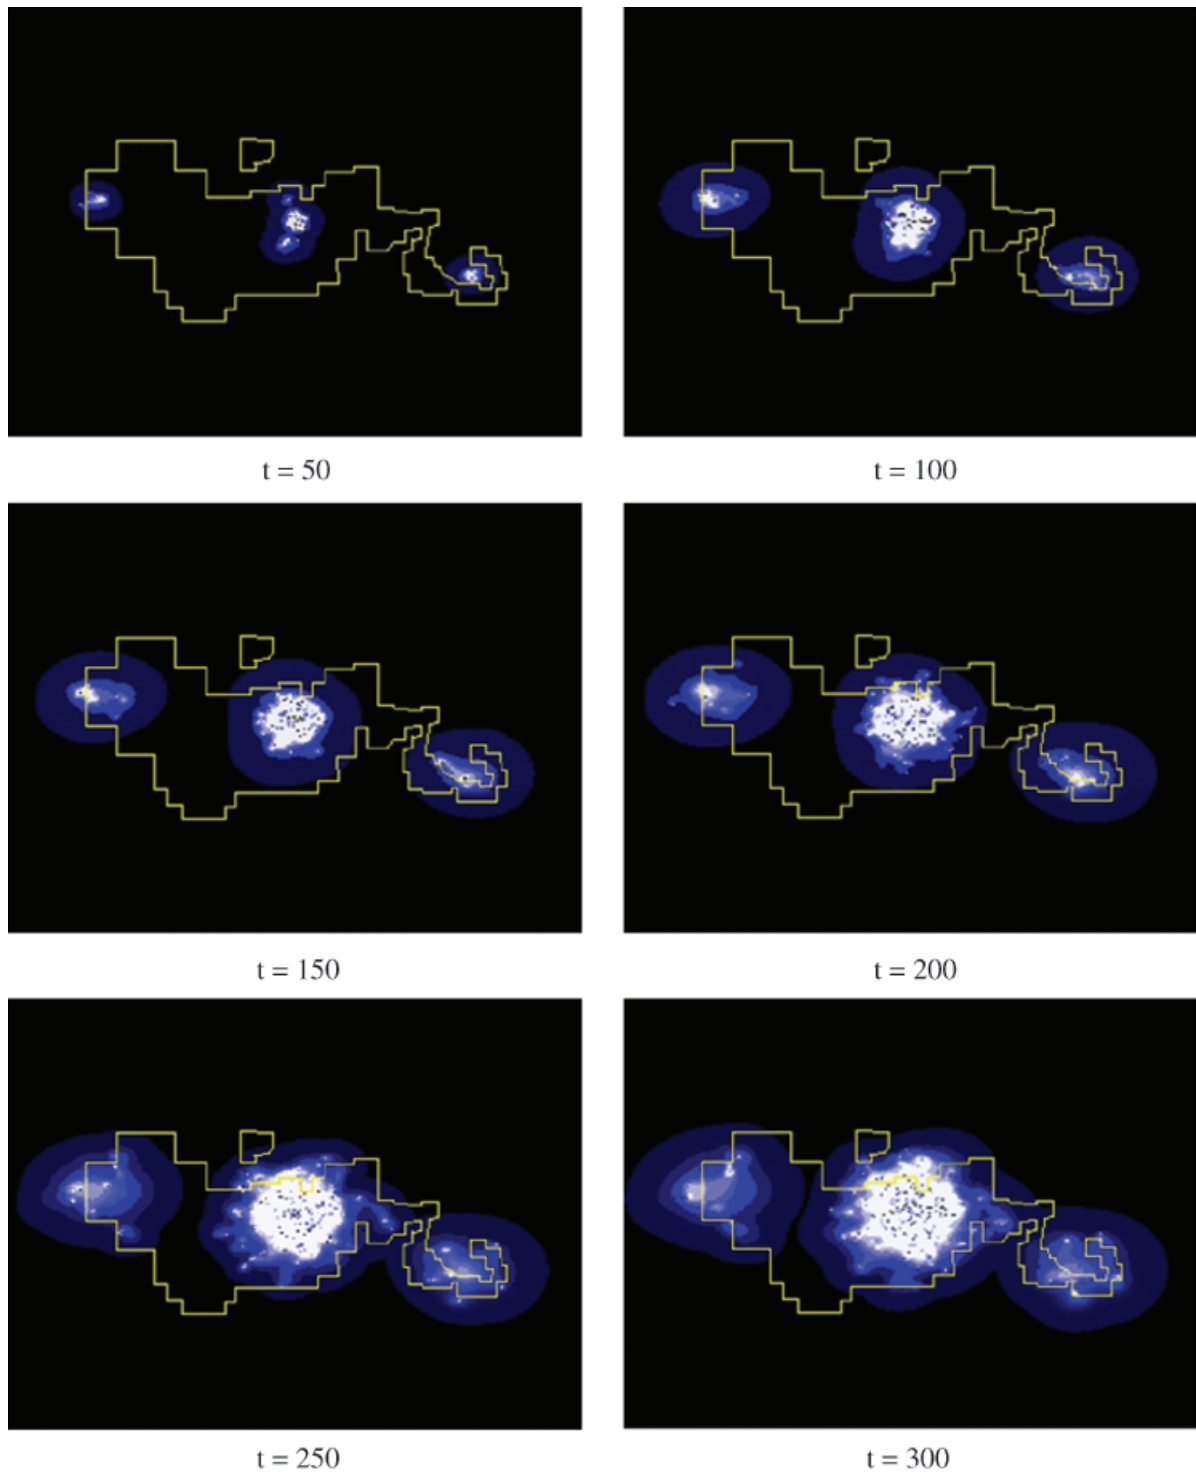 t = 50
t = 100
t = 150
t = 200
t = 250
t = 300